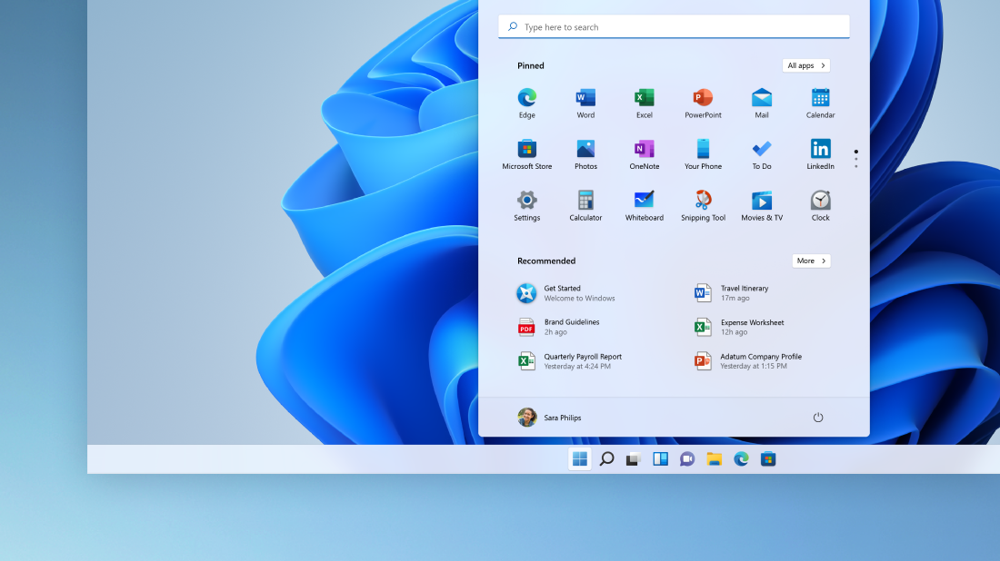 Type here to search
Pinned
All apps
Edge
Word
Excel
PowerPoint
Mail
Calendar
Microsoft Store
Photos
OneNote
Your Phone
To Do
LinkedIn
Settings
Calculator
Whiteboard
Snipping Tool
Movies & TV
Clock
Recommended
More
Get Started
Welcome to Windows
Travel Itinerary
17m ago
Brand Guidelines
2h ago
Expense Worksheet
12h ago
Quarterly Payroll Report
Yesterday at 4:24 PM
Adatum Company Profile
Yesterday at 1:15 PM
Sara Philips